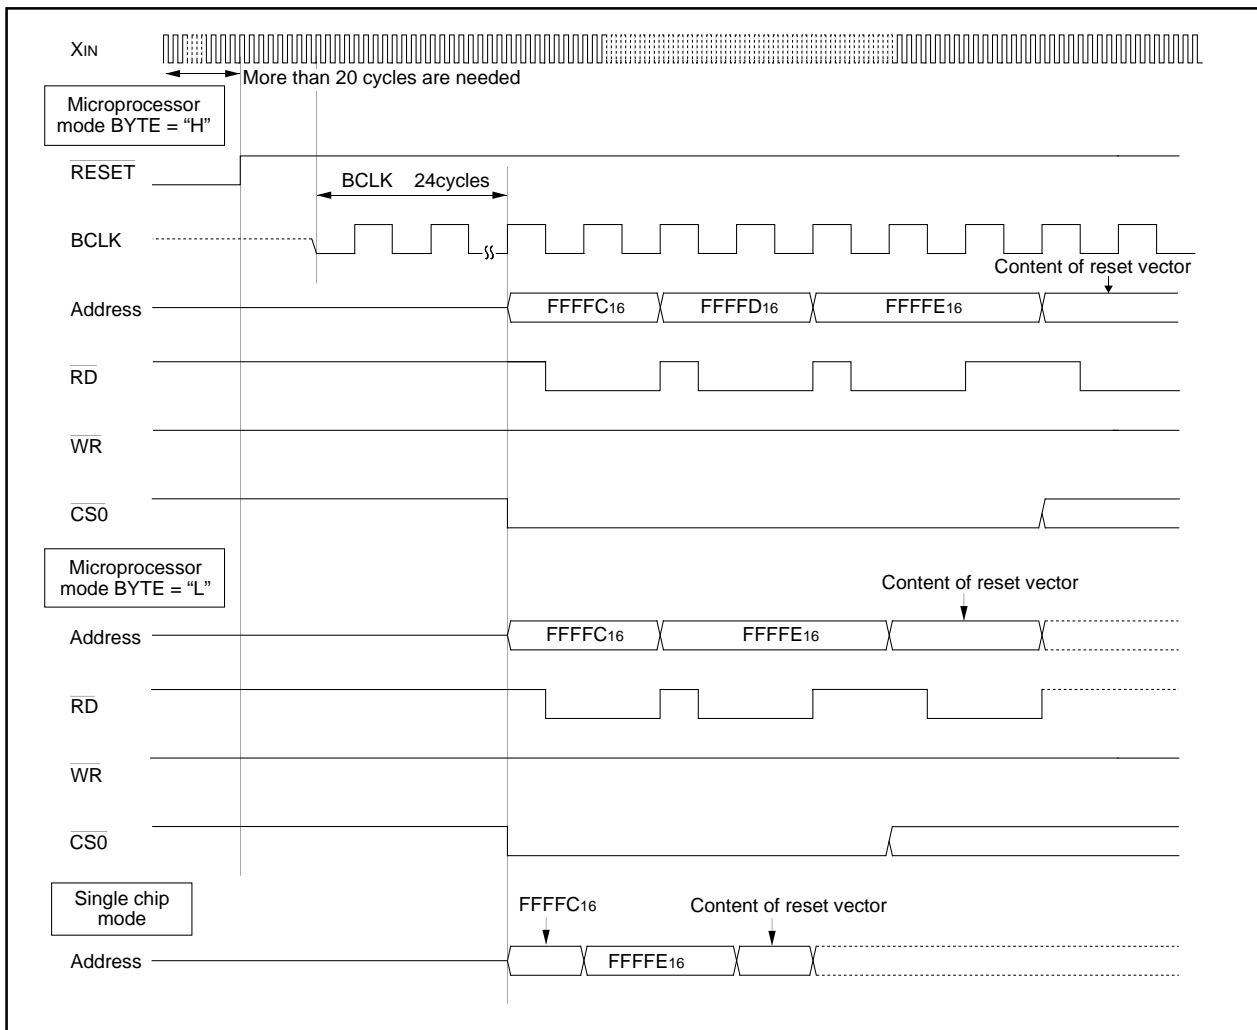 XIN
More than 20 cycles are needed
Microprocessor
mode BYTE = “H”
RESET
BCLK 24cycles
BCLK
Content of reset vector
Address
FFFFC16
FFFFD16
FFFFE16
RD
WR
CS0
Microprocessor
mode BYTE = “L”
Content of reset vector
Address
FFFFC16
FFFFE16
RD
WR
CS0
Single chip
mode
FFFFC16
Content of reset vector
Address
FFFFE16